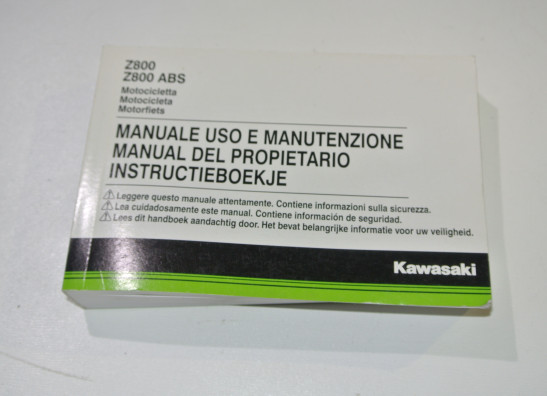 Z800
Z800 ABS
Motocicletta
Motocicleta
Motorfiets
MANUALE USO E MANUTENZIONE
MANUAL DEL PROPIETARIO
INSTRUCTIEBOEKJE
Leggere questo manuale attentamente. Contiene informazioni sulla sicurezza.
Lea cuidadosamente este manual. Contiene información de seguridad.
Lees dit handboek aandachtig door. Het bevat belangrijke informatie voor uw veiligheid.
Kawasaki